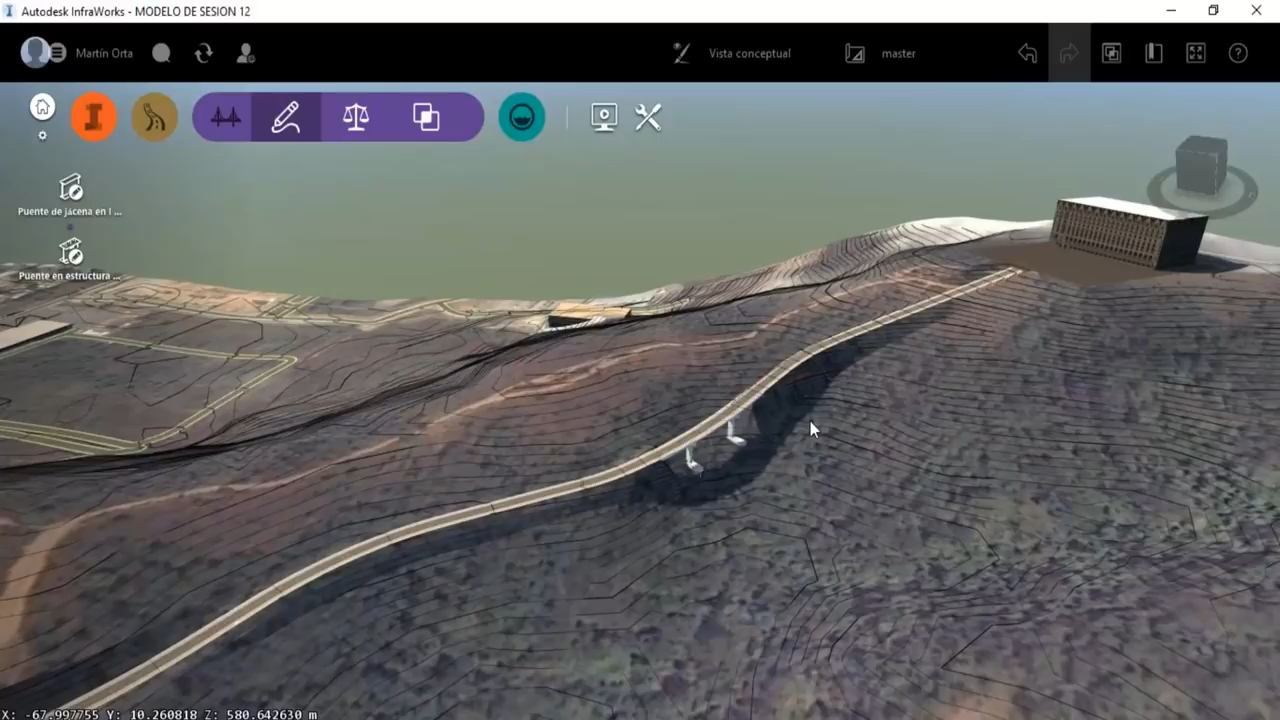 Autodesk InfraWorks - MODELO DE SESION 12
Martín Orta
Vista conceptual
master
Puente de jácena en I ...
Puente en estructura ...
X: -67.997755 Y: 10.260818 Z: 580.642630 m